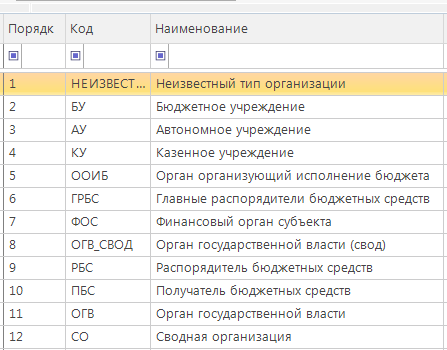 Порядк Код Наименование
1 НЕИЗВЕСТ... Неизвестный тип организации
2 БУ Бюджетное учреждение
3 АУ Автономное учреждение
4 КУ Казенное учреждение
5 ООИБ Орган организующий исполнение бюджета
6 ГРБС Главные распорядители бюджетных средств
7 ФОС Финансовый орган субъекта
8 ОГВ_СВОД Орган государственной власти (свод)
9 РБС Распорядитель бюджетных средств
10 ПБС Получатель бюджетных средств
11 ОГВ Орган государственной власти
12 СО Сводная организация